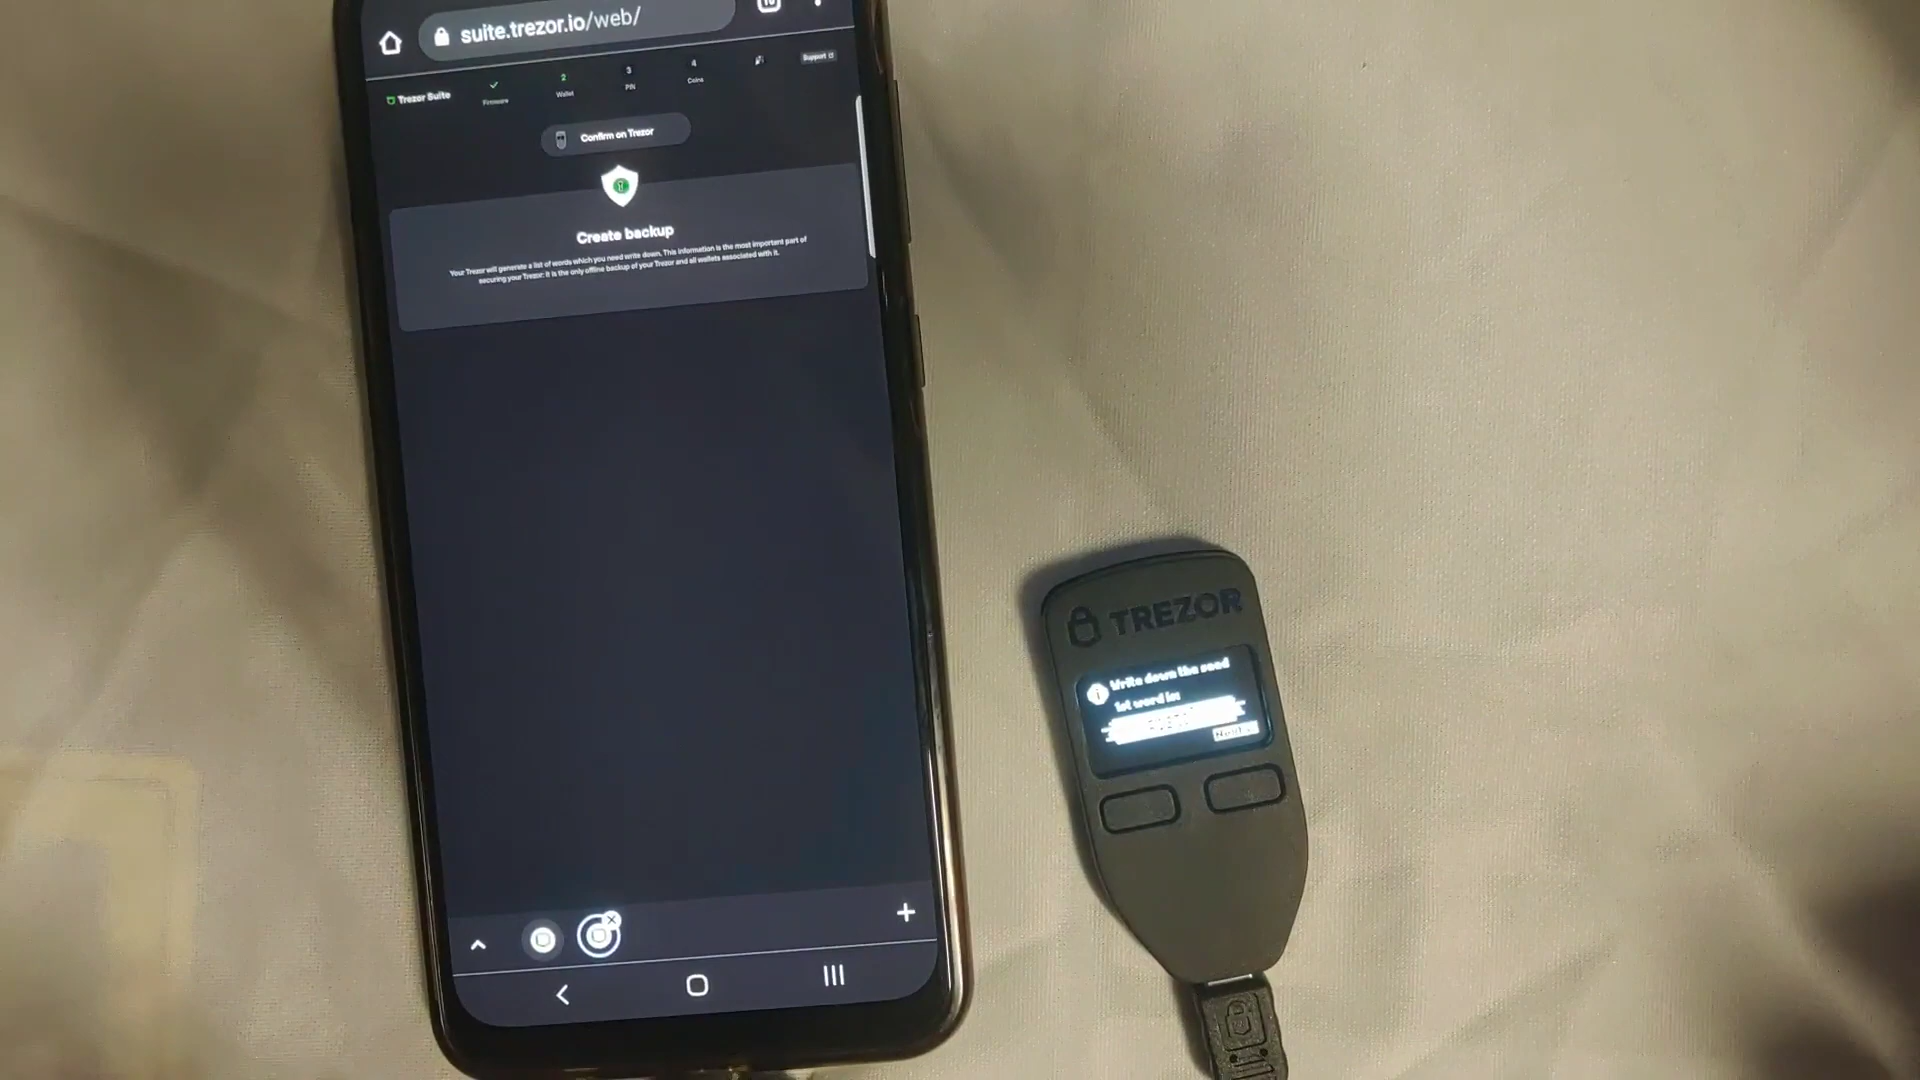 suite.trezor.io/web/
Trezor Suite
Firmware
2
Wallet
3
PIN
4
Coins
Support
Confirm on Trezor
Create backup
Your Trezor will generate a list of words which you need write down. This information is the most important part of
securing your Trezor: it is the only offline backup of your Trezor and all wallets associated with it.
TREZOR
Write down the seed
1st word is:
Next